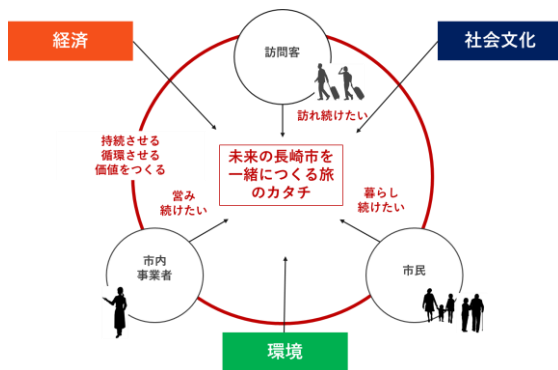 経済
訪問客
社会文化
訪れ続けたい
持続させる
循環させる
価値をつくる
未来の長崎市を
一緒につくる旅
のカタチ
営み
続けたい
暮らし
続けたい
市内
事業者
市民
環境